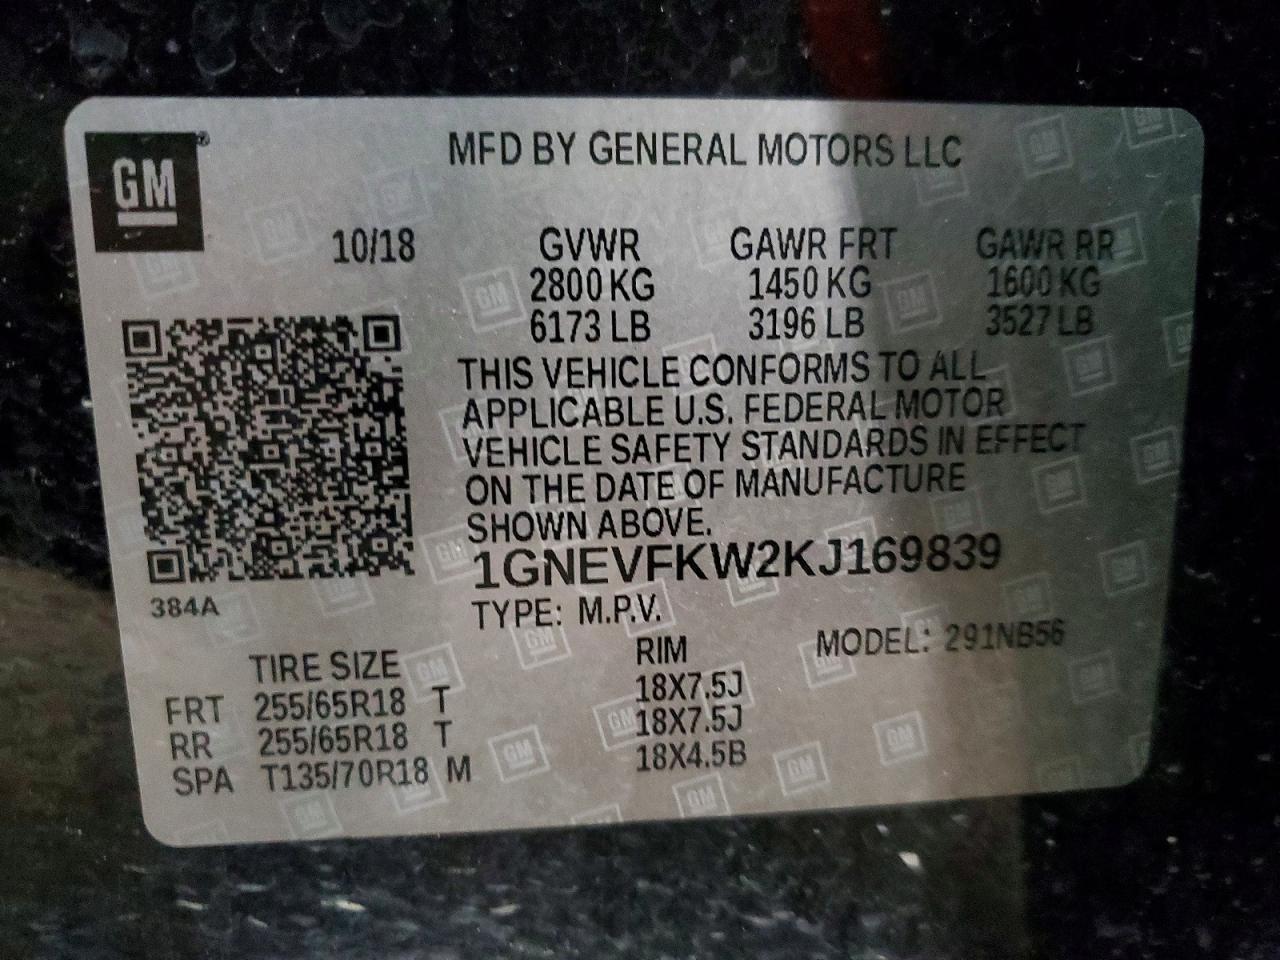 GM®
MFD BY GENERAL MOTORS LLC
10/18 GVWR GAWR FRT GAWR RR
2800 KG 1450 KG 1600 KG
6173 LB 3196 LB 3527 LB
THIS VEHICLE CONFORMS TO ALL
APPLICABLE U.S. FEDERAL MOTOR
VEHICLE SAFETY STANDARDS IN EFFECT
ON THE DATE OF MANUFACTURE
SHOWN ABOVE.
1GNEVFKW2KJ169839
384A
TYPE: M.P.V.
MODEL: 291NB56
TIRE SIZE RIM
FRT 255/65R18 T 18X7.5J
RR 255/65R18 T 18X7.5J
SPA T135/70R18 M 18X4.5B